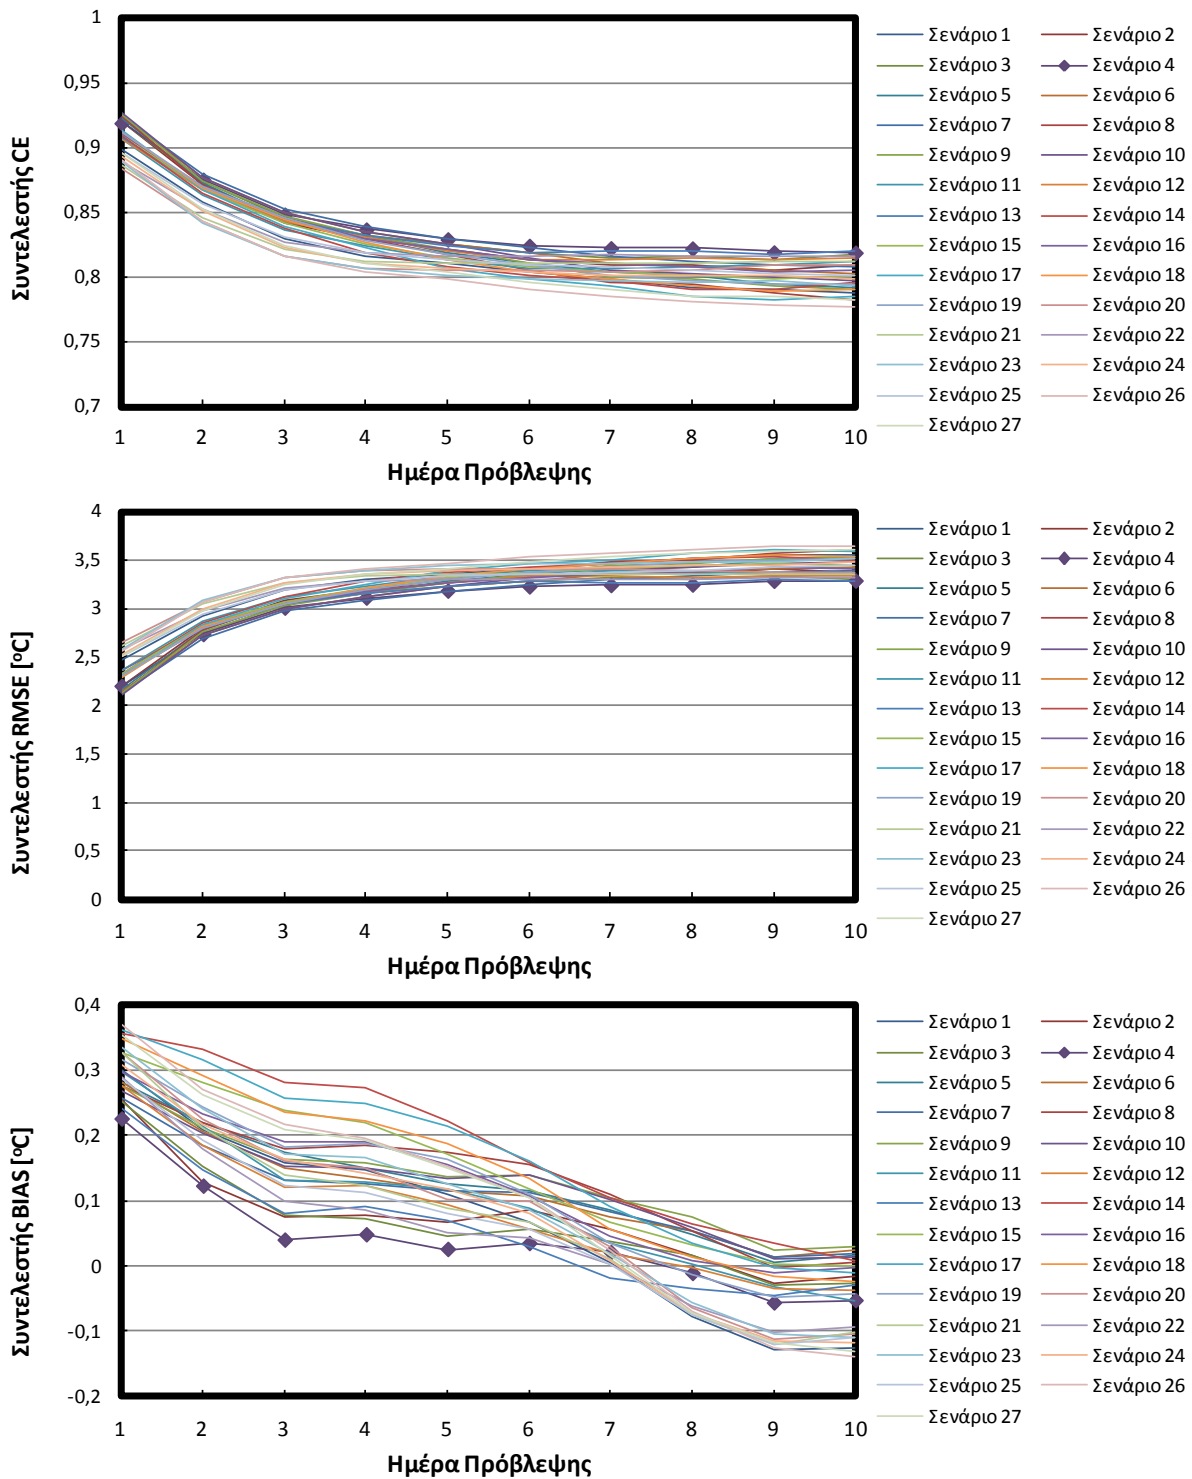 1
0,95
0,9
0,85
0,8
0,75
0,7
Συντελεστής CE
1 2 3 4 5 6 7 8 9 10
Ημέρα Πρόβλεψης
Σενάριο 1 Σενάριο 2
Σενάριο 3 Σενάριο 4
Σενάριο 5 Σενάριο 6
Σενάριο 7 Σενάριο 8
Σενάριο 9 Σενάριο 10
Σενάριο 11 Σενάριο 12
Σενάριο 13 Σενάριο 14
Σενάριο 15 Σενάριο 16
Σενάριο 17 Σενάριο 18
Σενάριο 19 Σενάριο 20
Σενάριο 21 Σενάριο 22
Σενάριο 23 Σενάριο 24
Σενάριο 25 Σενάριο 26
Σενάριο 27
4
3,5
3
2,5
2
1,5
1
0,5
0
Συντελεστής RMSE [οC]
1 2 3 4 5 6 7 8 9 10
Ημέρα Πρόβλεψης
Σενάριο 1 Σενάριο 2
Σενάριο 3 Σενάριο 4
Σενάριο 5 Σενάριο 6
Σενάριο 7 Σενάριο 8
Σενάριο 9 Σενάριο 10
Σενάριο 11 Σενάριο 12
Σενάριο 13 Σενάριο 14
Σενάριο 15 Σενάριο 16
Σενάριο 17 Σενάριο 18
Σενάριο 19 Σενάριο 20
Σενάριο 21 Σενάριο 22
Σενάριο 23 Σενάριο 24
Σενάριο 25 Σενάριο 26
Σενάριο 27
0,4
0,3
0,2
0,1
0
-0,1
-0,2
Συντελεστής BIAS [οC]
1 2 3 4 5 6 7 8 9 10
Ημέρα Πρόβλεψης
Σενάριο 1 Σενάριο 2
Σενάριο 3 Σενάριο 4
Σενάριο 5 Σενάριο 6
Σενάριο 7 Σενάριο 8
Σενάριο 9 Σενάριο 10
Σενάριο 11 Σενάριο 12
Σενάριο 13 Σενάριο 14
Σενάριο 15 Σενάριο 16
Σενάριο 17 Σενάριο 18
Σενάριο 19 Σενάριο 20
Σενάριο 21 Σενάριο 22
Σενάριο 23 Σενάριο 24
Σενάριο 25 Σενάριο 26
Σενάριο 27